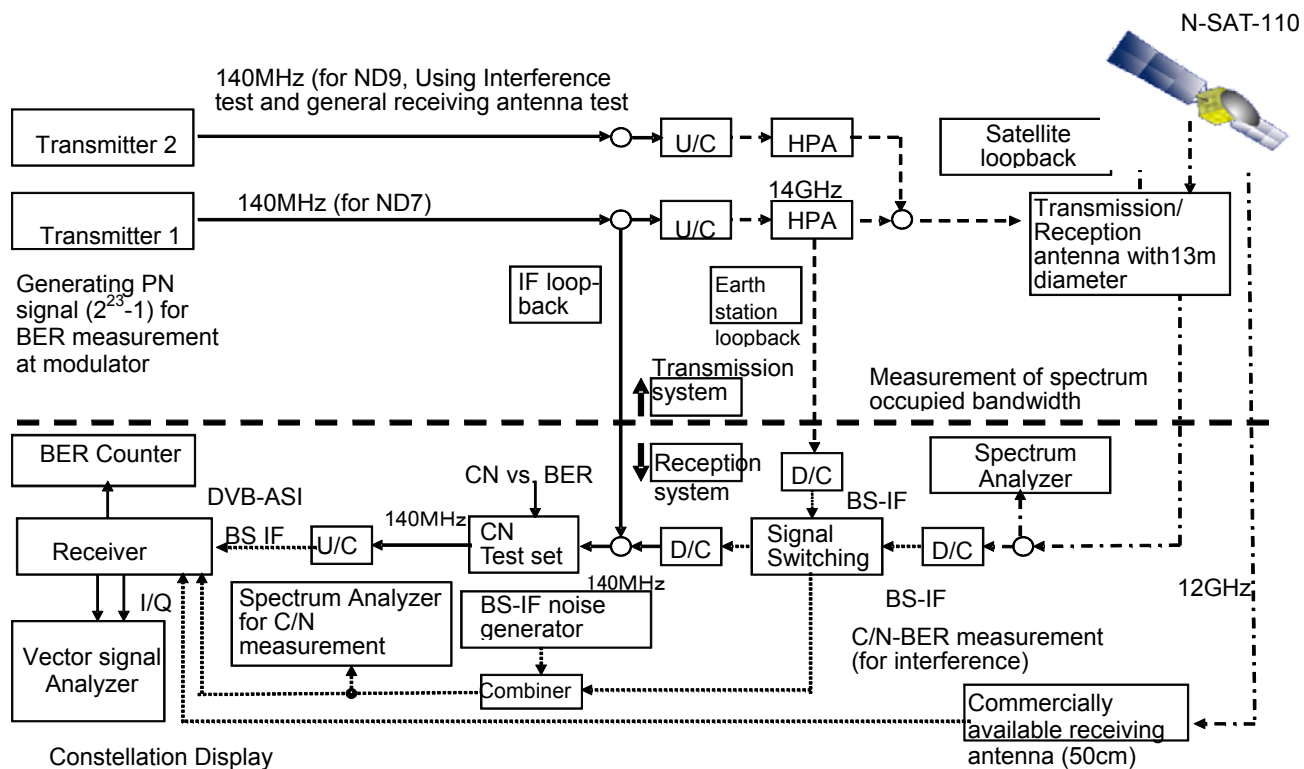 N-SAT-110
140MHz (for ND9, Using Interference
test and general receiving antenna test
Transmitter 2
U/C
HPA
Satellite
loopback
14GHz
Transmitter 1
140MHz (for ND7)
U/C
HPA
Transmission/
Reception
antenna with13m
diameter
Generating PN
signal (2^23-1) for
BER measurement
at modulator
IF loop-
back
Earth
station
loopback
Transmission
system
Measurement of spectrum
occupied bandwidth
BER Counter
Reception
system
CN vs. BER
D/C
Spectrum
Analyzer
DVB-ASI
BS-IF
Receiver
BS IF
U/C
140MHz
CN
Test set
D/C
Signal
Switching
D/C
140MHz
I/Q
BS-IF
12GHz
Vector signal
Analyzer
Spectrum Analyzer
for C/N
measurement
BS-IF noise
generator
C/N-BER measurement
(for interference)
Combiner
Commercially
available receiving
antenna (50cm)
Constellation Display